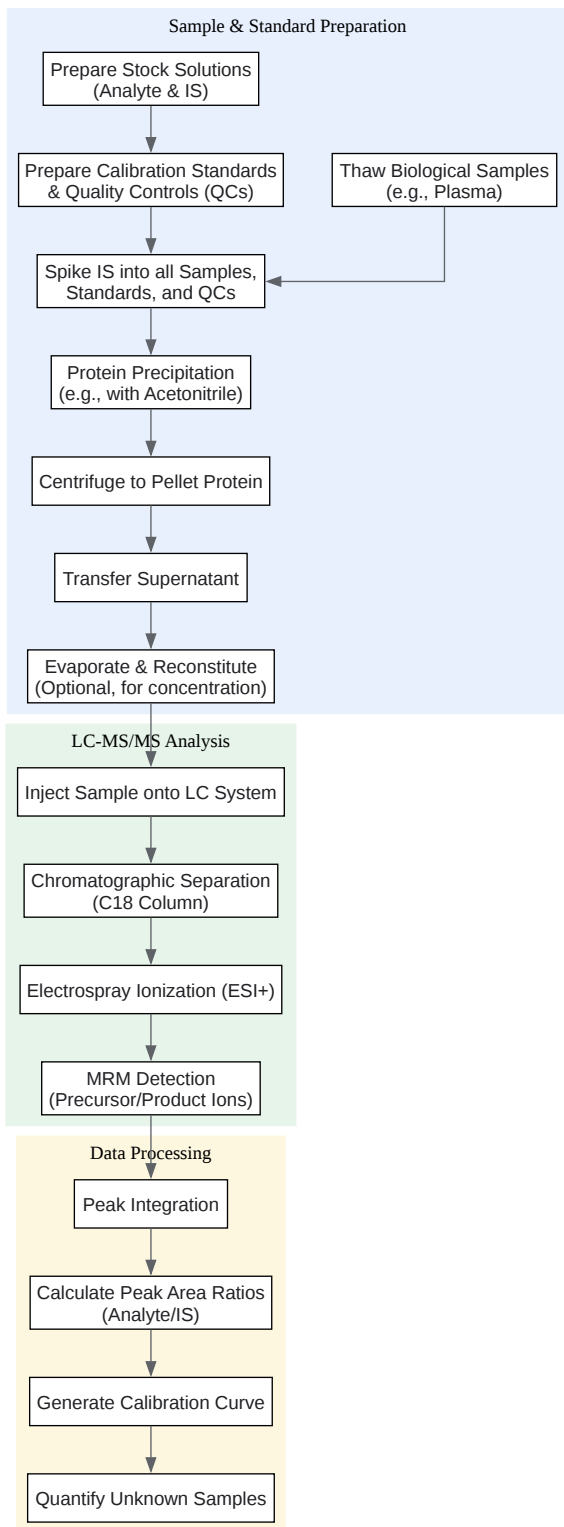 Sample & Standard Preparation
Prepare Stock Solutions
(Analyte & IS)
Prepare Calibration Standards
& Quality Controls (QCs)
Thaw Biological Samples
(e.g., Plasma)
Spike IS into all Samples,
Standards, and QCs
Protein Precipitation
(e.g., with Acetonitrile)
Centrifuge to Pellet Protein
Transfer Supernatant
Evaporate & Reconstitute
(Optional, for concentration)
LC-MS/MS Analysis
Inject Sample onto LC System
Chromatographic Separation
(C18 Column)
Electrospray Ionization (ESI+)
MRM Detection
(Precursor/Product Ions)
Data Processing
Peak Integration
Calculate Peak Area Ratios
(Analyte/IS)
Generate Calibration Curve
Quantify Unknown Samples